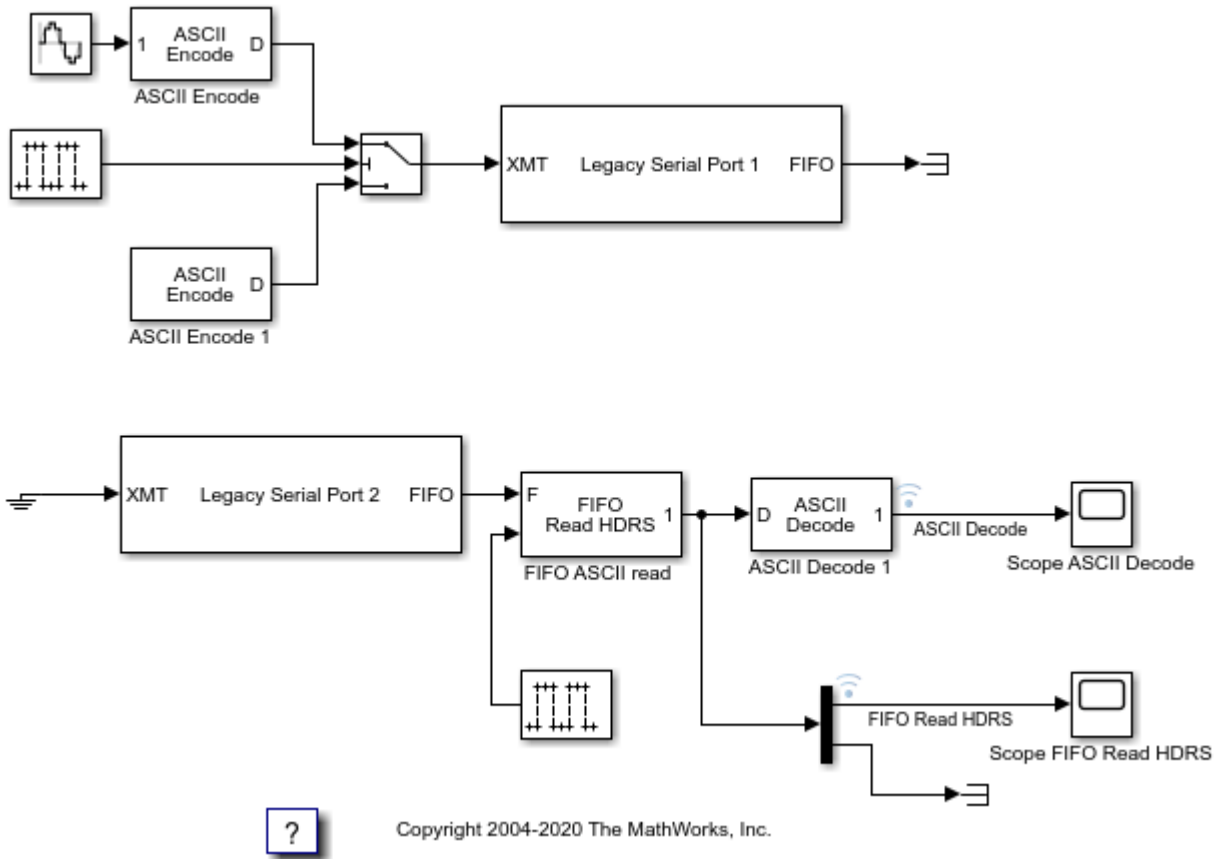 1 ASCII Encode D
ASCII Encode
XMT Legacy Serial Port 1 FIFO
ASCII Encode D
ASCII Encode 1
XMT Legacy Serial Port 2 FIFO
F FIFO
Read HDRS 1
FIFO ASCII read
D ASCII Decode 1
ASCII Decode 1
ASCII Decode
Scope ASCII Decode
FIFO Read HDRS
Scope FIFO Read HDRS
?
Copyright 2004-2020 The MathWorks, Inc.